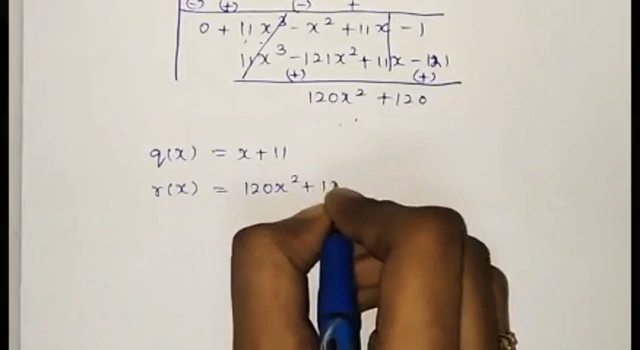 (-) (+) (-) +
0 + 11x³ - x² + 11x - 1
11x³ - 121x² + 11x - 121
(+) (+)
120x² + 120
q(x) = x + 11
r(x) = 120x² + 12